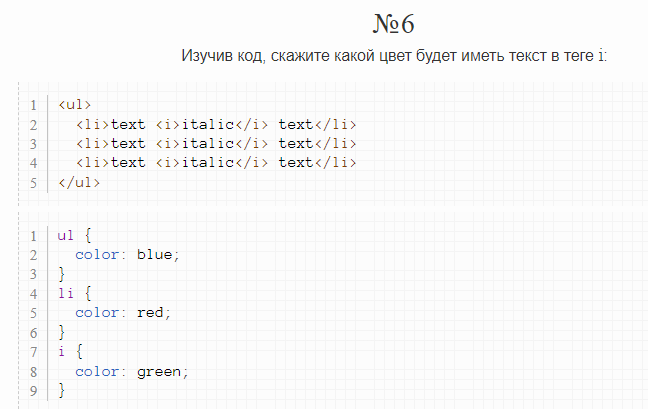 №6
Изучив код, скажите какой цвет будет иметь текст в теге i:
1 <ul>
2   <li>text <i>italic</i> text</li>
3   <li>text <i>italic</i> text</li>
4   <li>text <i>italic</i> text</li>
5 </ul>
1 ul {
2   color: blue;
3 }
4 li {
5   color: red;
6 }
7 i {
8   color: green;
9 }